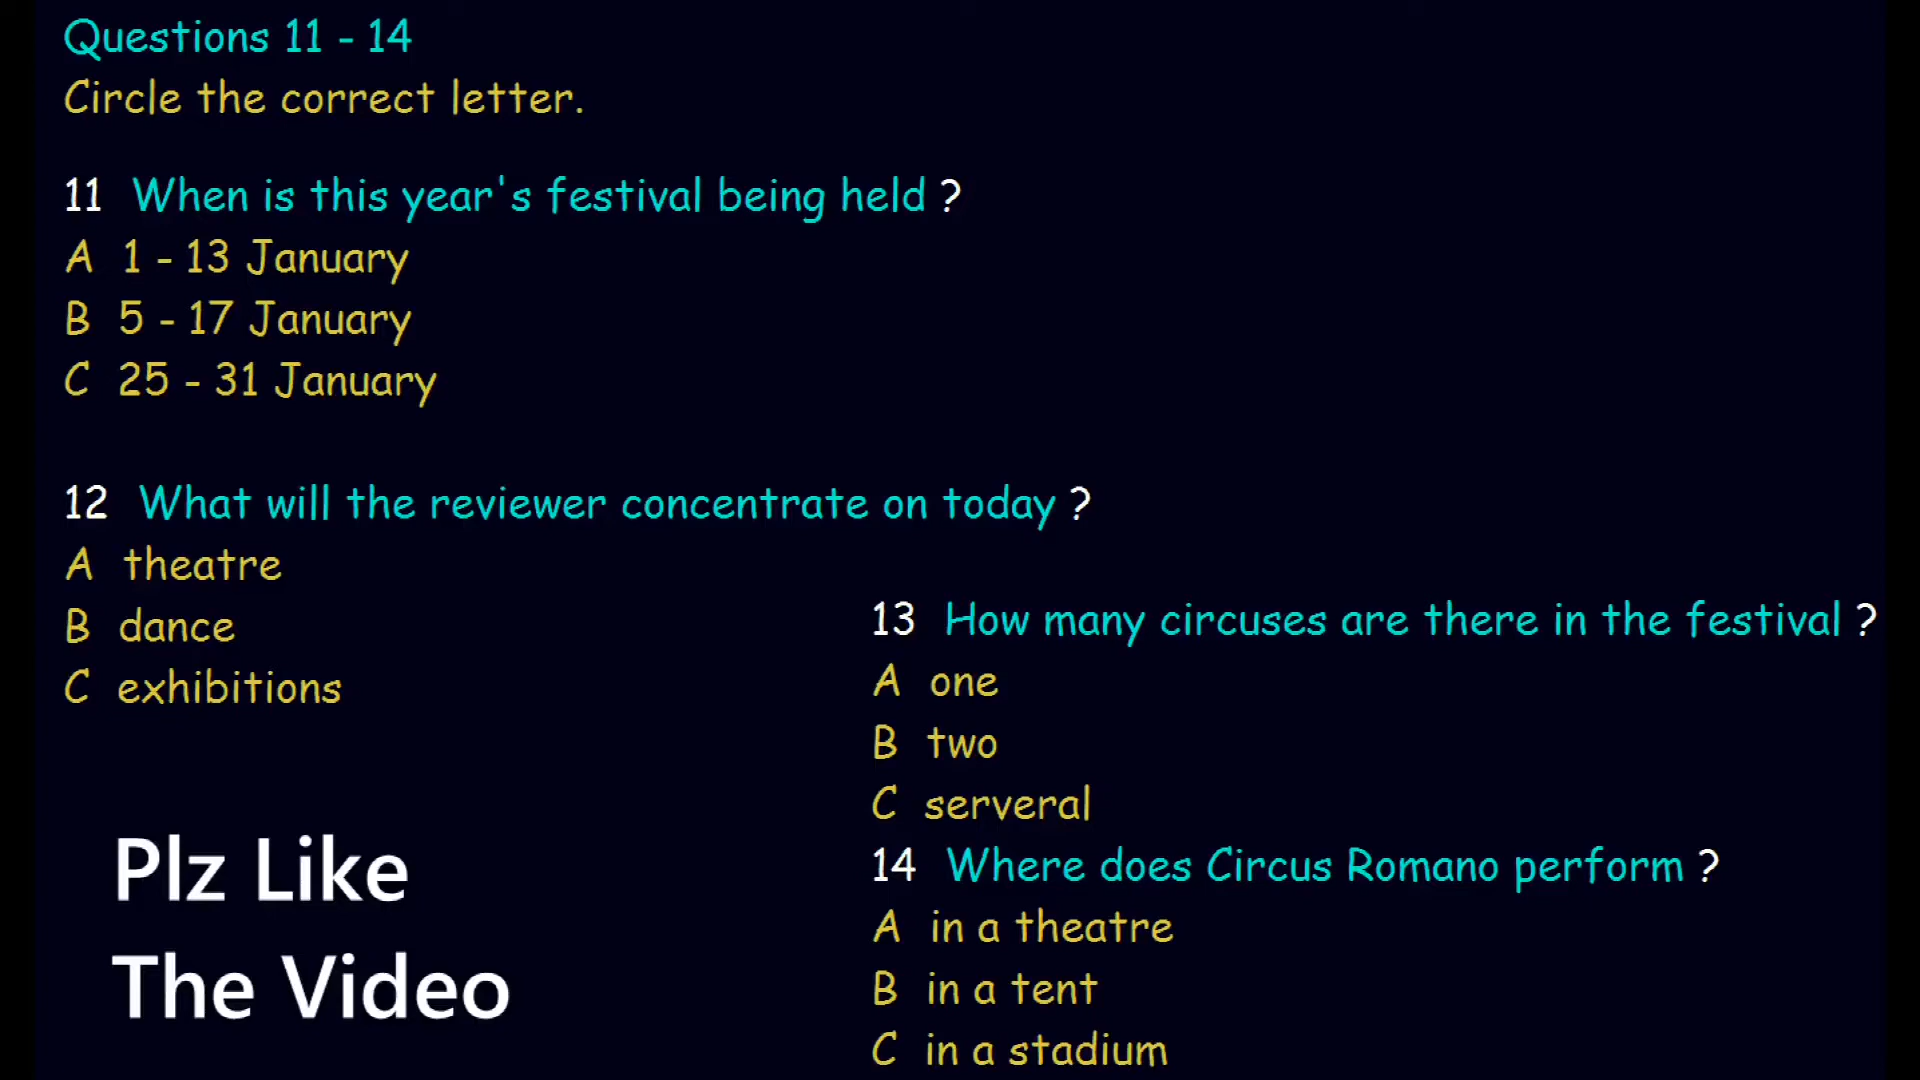 Questions 11 - 14
Circle the correct letter.
11 When is this year's festival being held ?
A 1 - 13 January
B 5 - 17 January
C 25 - 31 January
12 What will the reviewer concentrate on today ?
A theatre
B dance
C exhibitions
13 How many circuses are there in the festival ?
A one
B two
C serveral
14 Where does Circus Romano perform ?
A in a theatre
B in a tent
C in a stadium
Plz Like
The Video